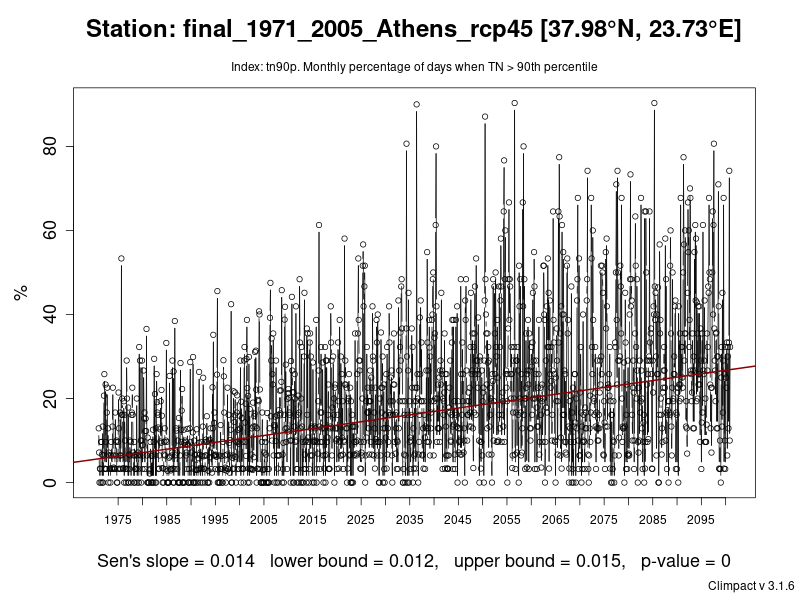 Station: final_1971_2005_Athens_rcp45 [37.98°N, 23.73°E]
Index: tn90p. Monthly percentage of days when TN > 90th percentile
80
60
40
20
0
%
1975 1985 1995 2005 2015 2025 2035 2045 2055 2065 2075 2085 2095
Sen's slope = 0.014 lower bound = 0.012, upper bound = 0.015, p-value = 0
Climpact v 3.1.6